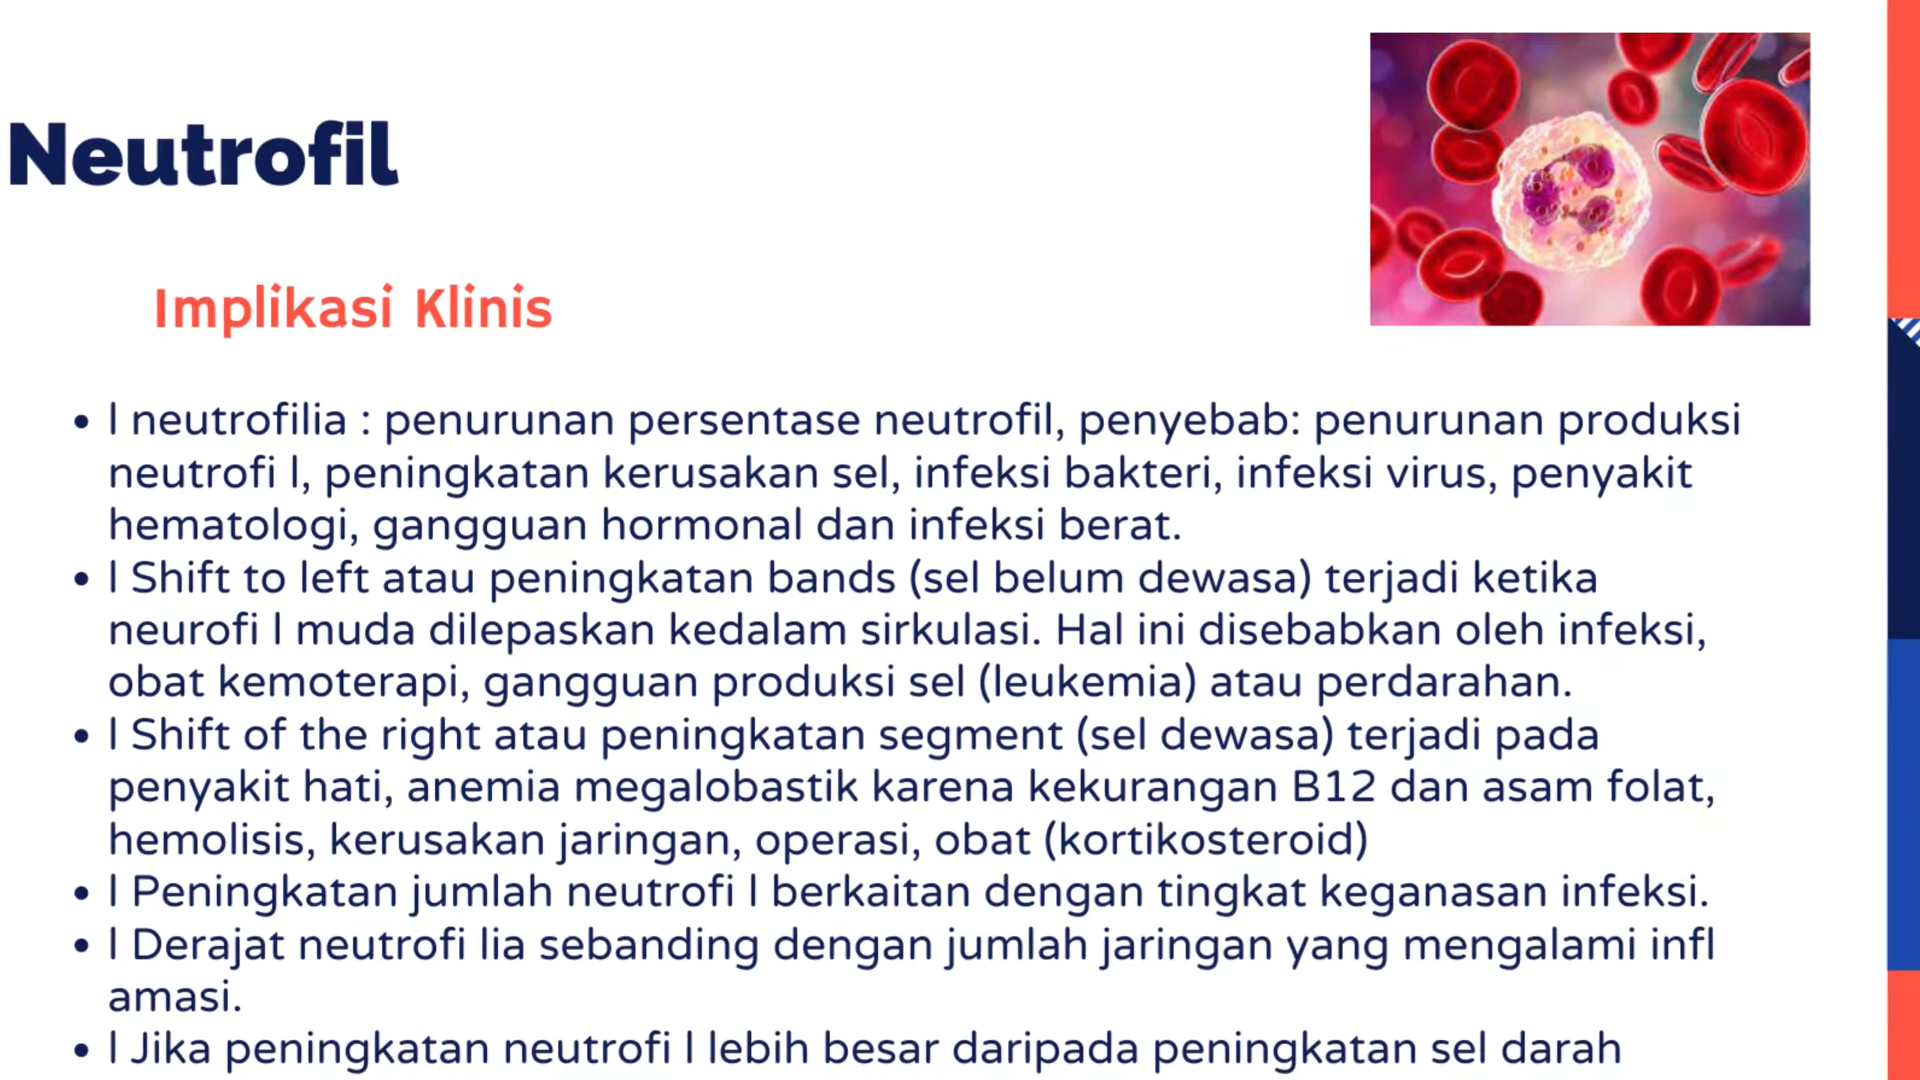 Neutrofil
Implikasi Klinis
• l neutrofilia : penurunan persentase neutrofil, penyebab: penurunan produksi
neutrofi l, peningkatan kerusakan sel, infeksi bakteri, infeksi virus, penyakit
hematologi, gangguan hormonal dan infeksi berat.
• l Shift to left atau peningkatan bands (sel belum dewasa) terjadi ketika
neurofi l muda dilepaskan kedalam sirkulasi. Hal ini disebabkan oleh infeksi,
obat kemoterapi, gangguan produksi sel (leukemia) atau perdarahan.
• l Shift of the right atau peningkatan segment (sel dewasa) terjadi pada
penyakit hati, anemia megalobastik karena kekurangan B12 dan asam folat,
hemolisis, kerusakan jaringan, operasi, obat (kortikosteroid)
• l Peningkatan jumlah neutrofi l berkaitan dengan tingkat keganasan infeksi.
• l Derajat neutrofi lia sebanding dengan jumlah jaringan yang mengalami infl
amasi.
• l Jika peningkatan neutrofi l lebih besar daripada peningkatan sel darah